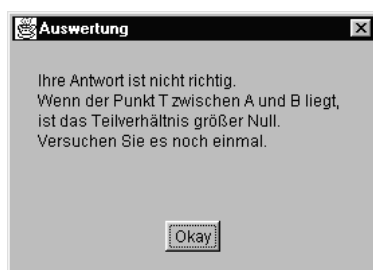 Auswertung
Ihre Antwort ist nicht richtig.
Wenn der Punkt T zwischen A und B liegt,
ist das Teilverhältnis größer Null.
Versuchen Sie es noch einmal.
Okay